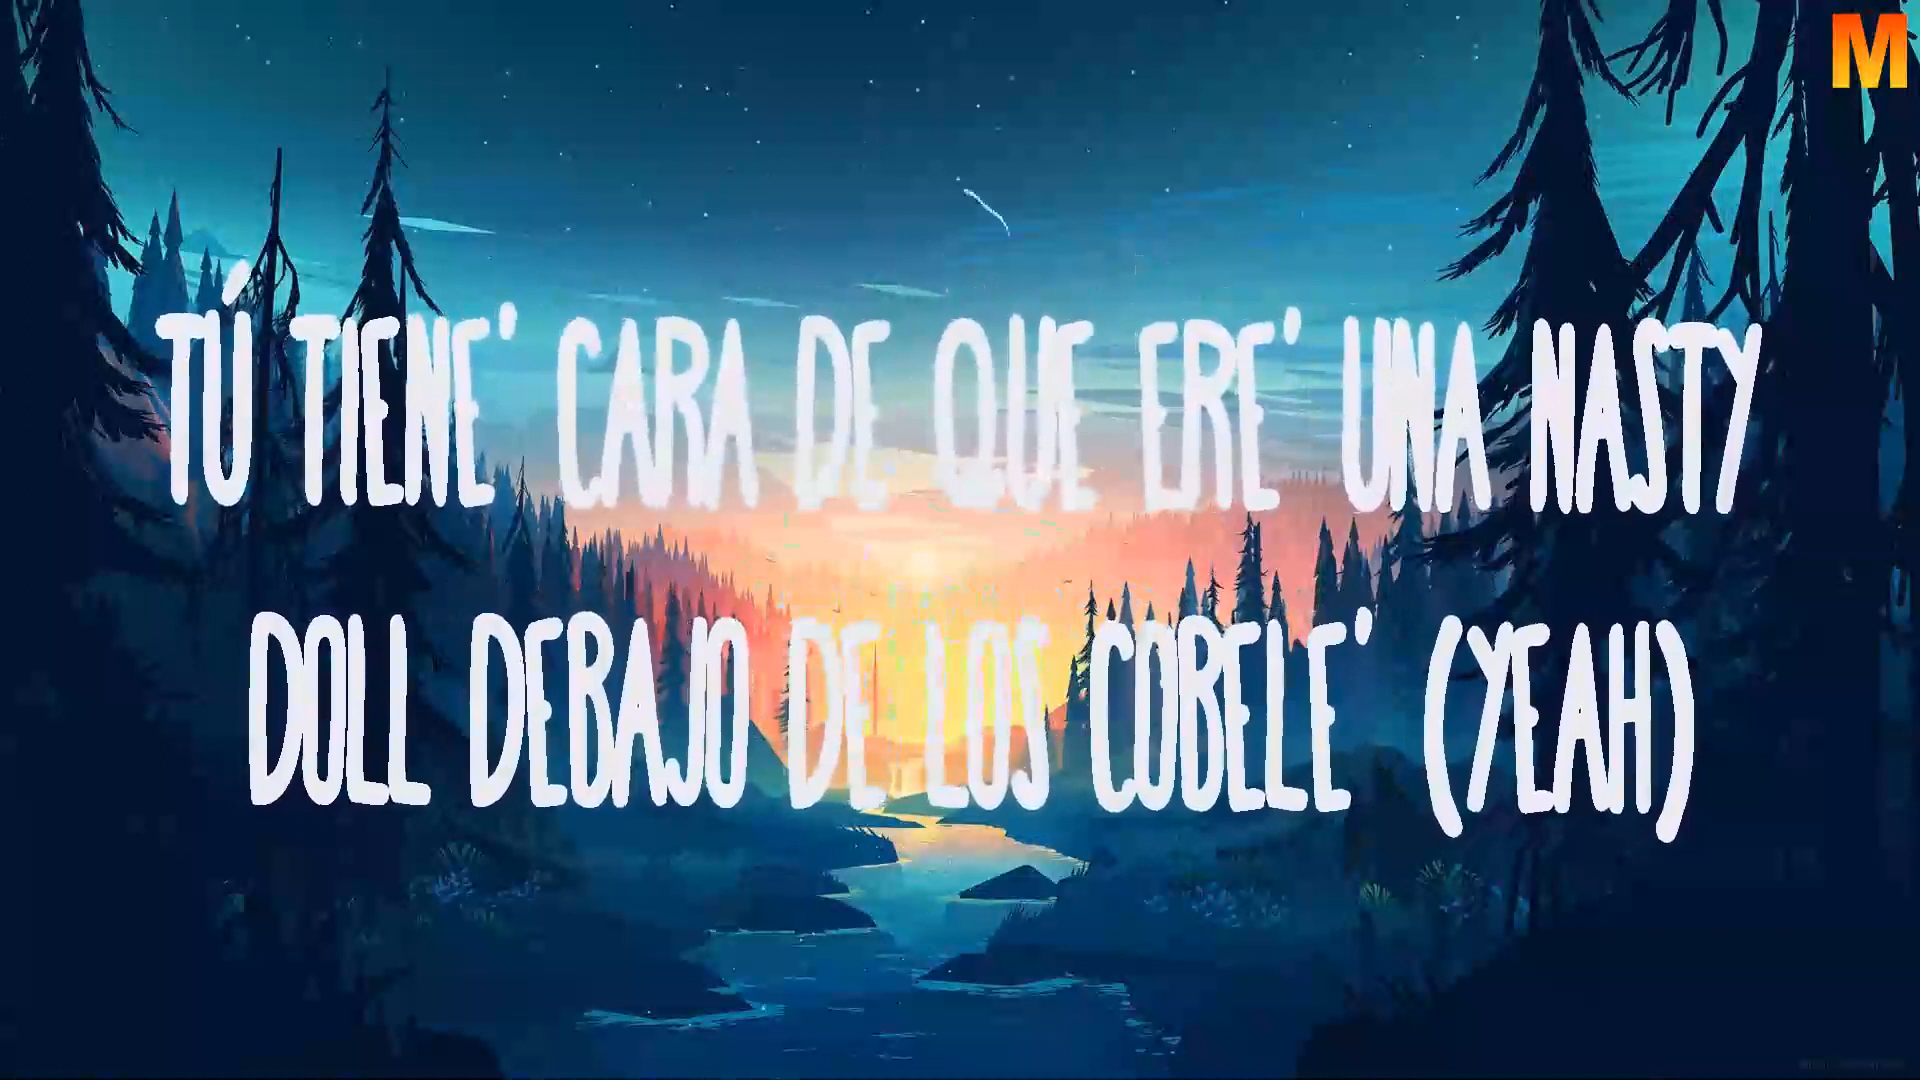 M
TÚ TIENE' CARA DE QUE ERE' UNA NASTY
DOLL DEBAJO DE LOS COBELE' (YEAH)